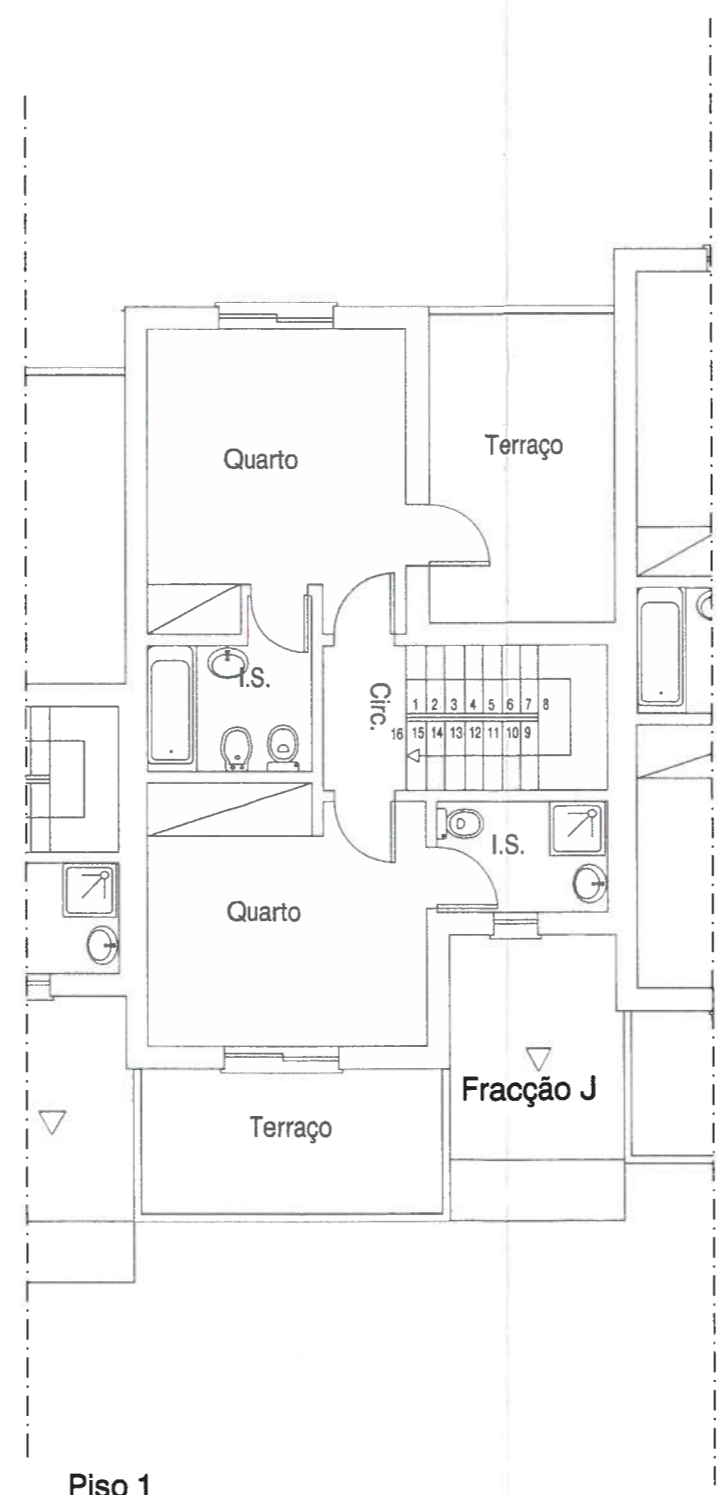 Quarto
Terraço
I.S.
Circ.
1 2 3 4 5 6 7 8
16 15 14 13 12 11 10 9
I.S.
Quarto
Fracção J
Terraço
Piso 1